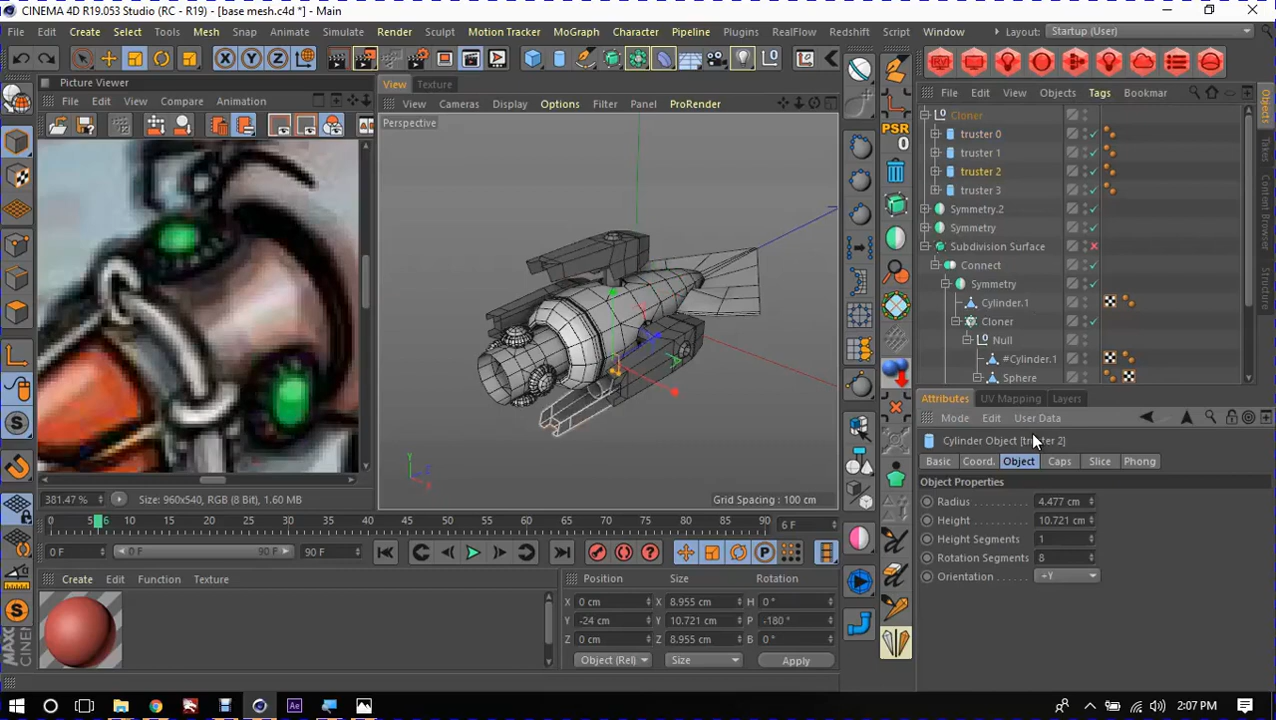 CINEMA 4D R19.053 Studio (RC - R19) - [base mesh.c4d *] - Main
File Edit Create Select Tools Mesh Snap Animate Simulate Render Sculpt Motion Tracker MoGraph Character Pipeline Plugins RealFlow Redshift Script Window Layout: Startup (User)
Picture Viewer
File Edit View Compare Animation
381.47 % Size: 960x540, RGB (8 Bit), 1.60 MB
View Texture
View Cameras Display Options Filter Panel ProRender
Perspective
Grid Spacing : 100 cm
PSR
0
File Edit View Objects Tags Bookmar
Cloner
truster 0
truster 1
truster 2
truster 3
Symmetry.2
Symmetry
Subdivision Surface
Connect
Symmetry
Cylinder.1
Cloner
Null
#Cylinder.1
Sphere
Objects
Takes
Content Browser
Structure
Attributes UV Mapping Layers
Mode Edit User Data
Cylinder Object [truster 2]
Basic Coord. Object Caps Slice Phong
Object Properties
Radius 4.477 cm
Height 10.721 cm
Height Segments 1
Rotation Segments 8
Orientation +Y
0 5 6 10 15 20 25 30 35 40 45 50 55 60 65 70 75 80 85 90 6 F
0 F 0 F 90 F 90 F
Create Edit Function Texture
Position Size Rotation
X 0 cm X 8.955 cm H 0 °
Y -24 cm Y 10.721 cm P -180 °
Z 0 cm Z 8.955 cm B 0 °
Object (Rel) Size Apply
2:07 PM